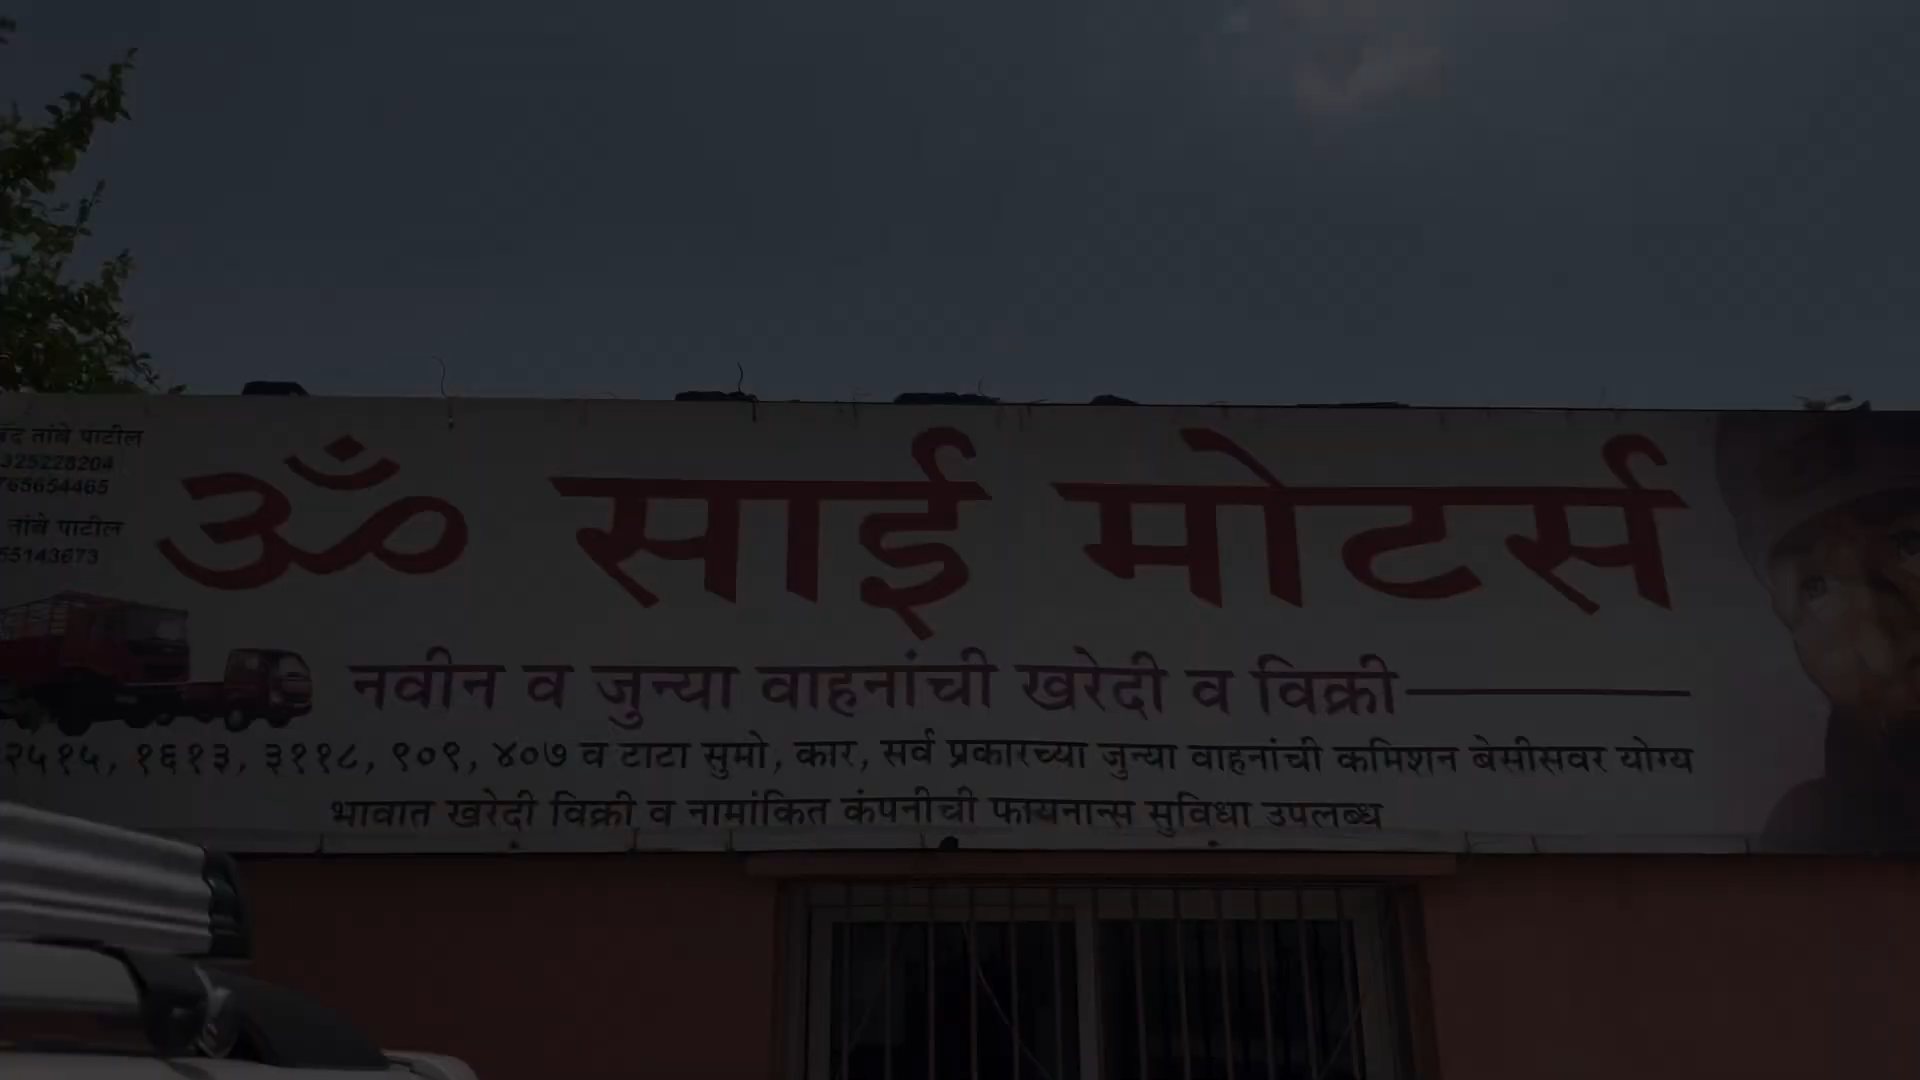 तांबे पाटील
325228204
765654465
तांबे पाटील
55143673
ॐ साई मोटर्स
नवीन व जुन्या वाहनांची खरेदी व विक्री
२५१५, १६१३, ३११८, ९०९, ४०७ व टाटा सुमो, कार, सर्व प्रकारच्या जुन्या वाहनांची कमिशन बेसीसवर योग्य
भावात खरेदी विक्री व नामांकित कंपनीची फायनान्स सुविधा उपलब्ध